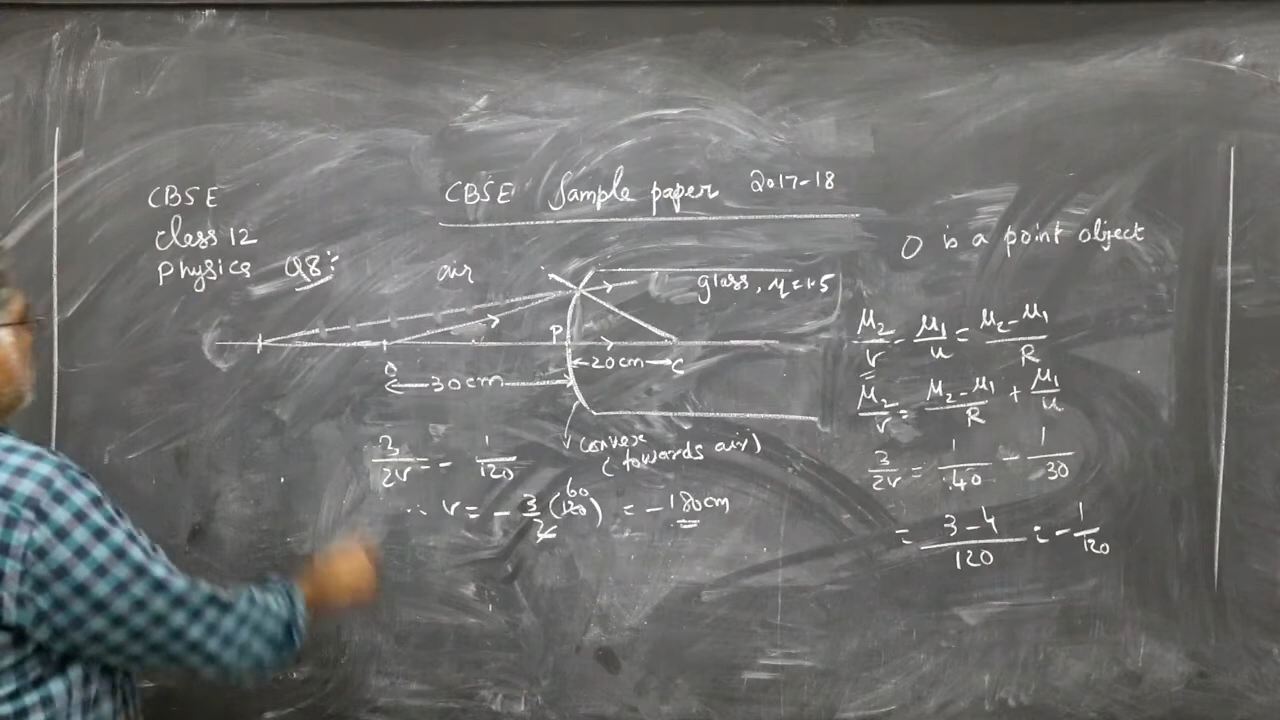 CBSE Sample paper 2017-18
CBSE
Class 12
Physics Q8:
O is a point object
air
glass, μ=1.5
P
20cm
C
O
30cm
convex
(towards air)
μ₂/v - μ₁/u = μ₂-μ₁/R
μ₂/v = μ₂-μ₁/R + μ₁/u
3/2v = 1/40 - 1/30
= 3-4/120 = -1/120
3/2v = - 1/120
∴ v = - 3/2 (120) 60 = -180cm